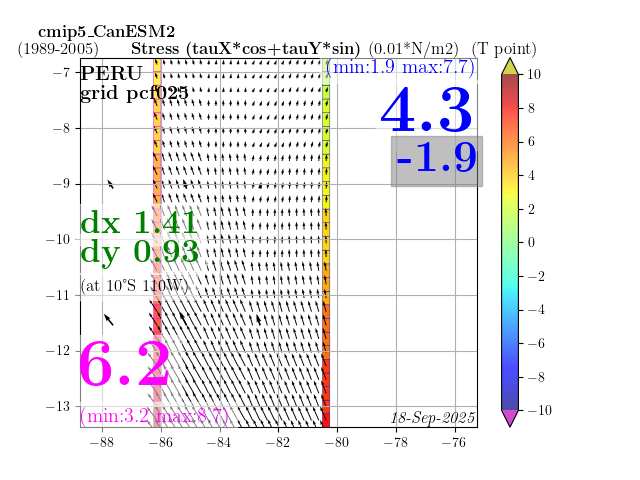 cmip5_CanESM2
(1989-2005) Stress (tauX*cos+tauY*sin) (0.01*N/m2) (T point)
(min:1.9 max:7.7)
PERU
grid pcf025
4.3
-1.9
dx 1.41
dy 0.93
(at 10°S 110W)
6.2
(min:3.2 max:8.7)
18-Sep-2025
−7
−8
−9
−10
−11
−12
−13
−88 −86 −84 −82 −80 −78 −76
10
8
6
4
2
0
−2
−4
−6
−8
−10